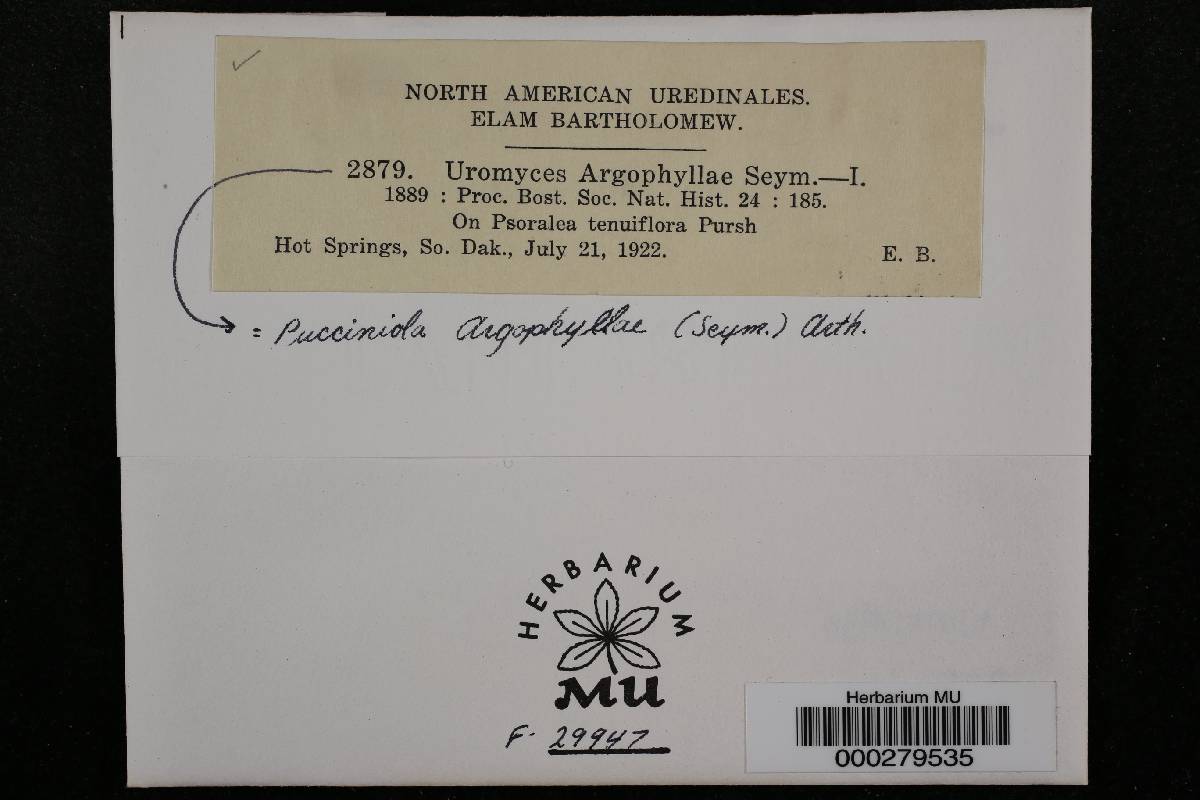 NORTH AMERICAN UREDINALES.
ELAM BARTHOLOMEW.
2879. Uromyces Argophyllae Seym.—I.
1889 : Proc. Bost. Soc. Nat. Hist. 24 : 185.
On Psoralea tenuiflora Pursh
Hot Springs, So. Dak., July 21, 1922. E. B.
= Pucciniola Argophyllae (Seym.) Arth.
HERBARIUM
MU
F. 29947
Herbarium MU
000279535